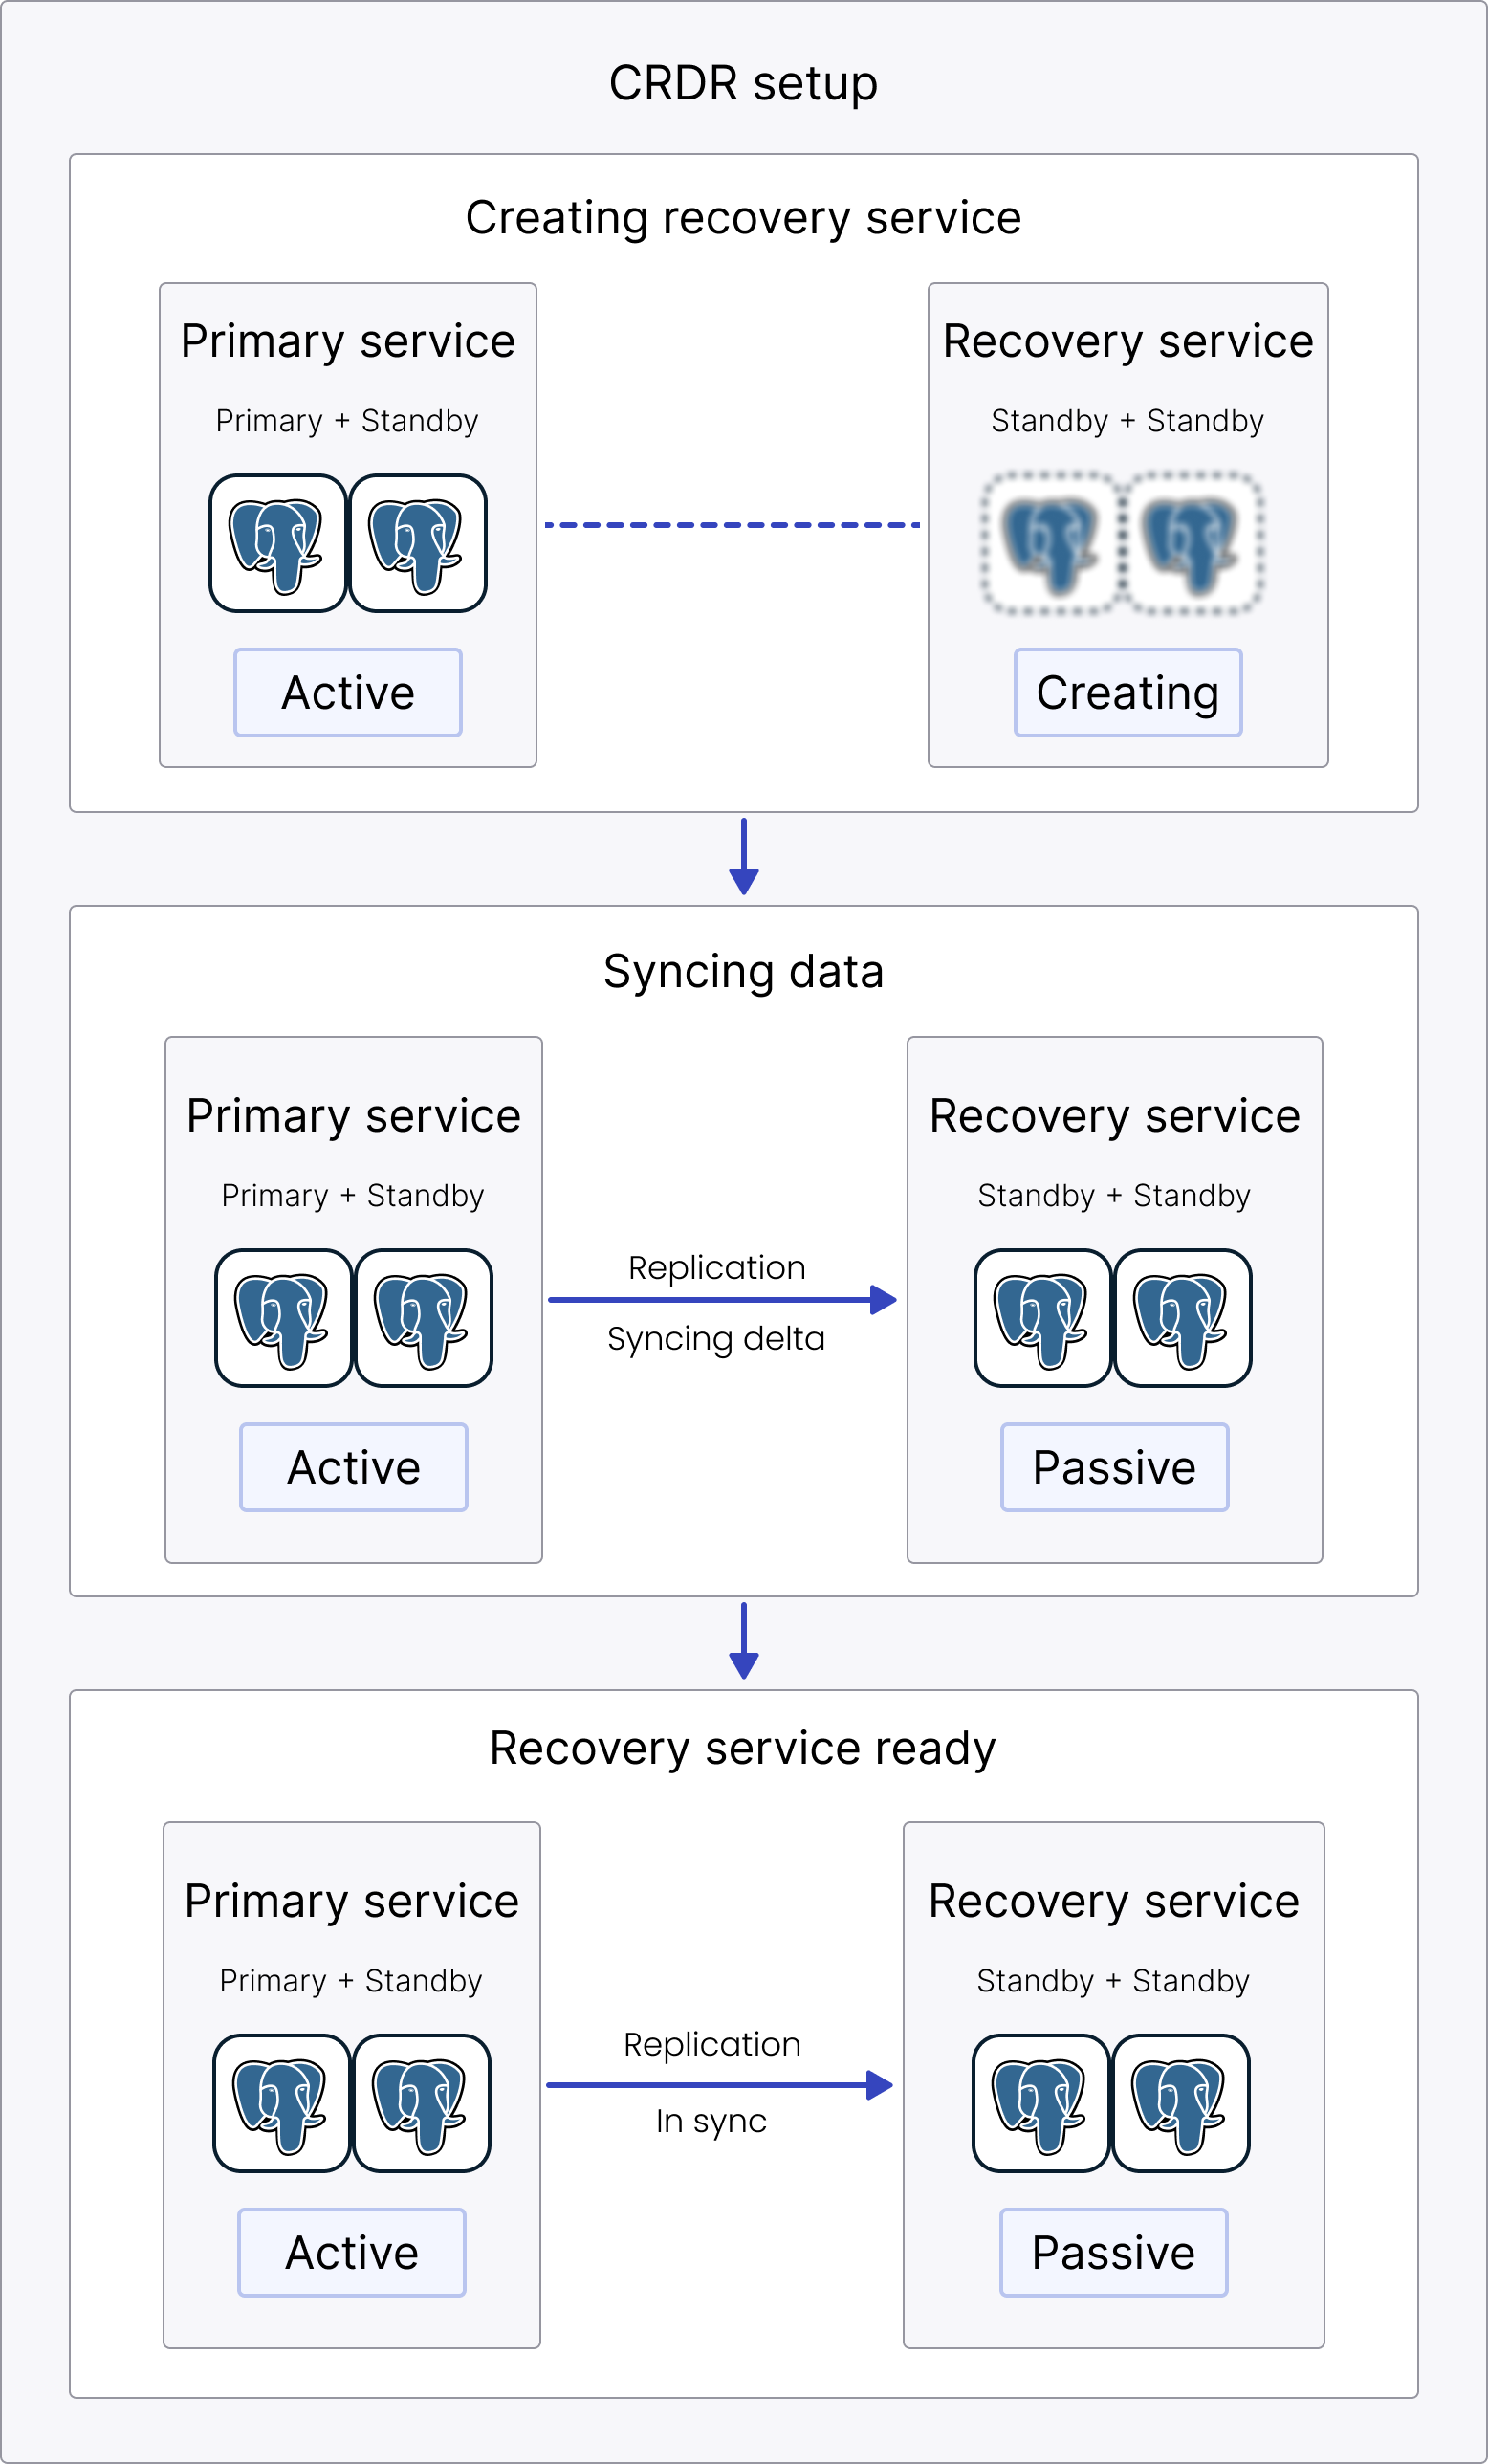 CRDR setup
Creating recovery service
Primary service
Primary + Standby
Active
Recovery service
Standby + Standby
Creating
Syncing data
Primary service
Primary + Standby
Active
Replication
Syncing delta
Recovery service
Standby + Standby
Passive
Recovery service ready
Primary service
Primary + Standby
Active
Replication
In sync
Recovery service
Standby + Standby
Passive